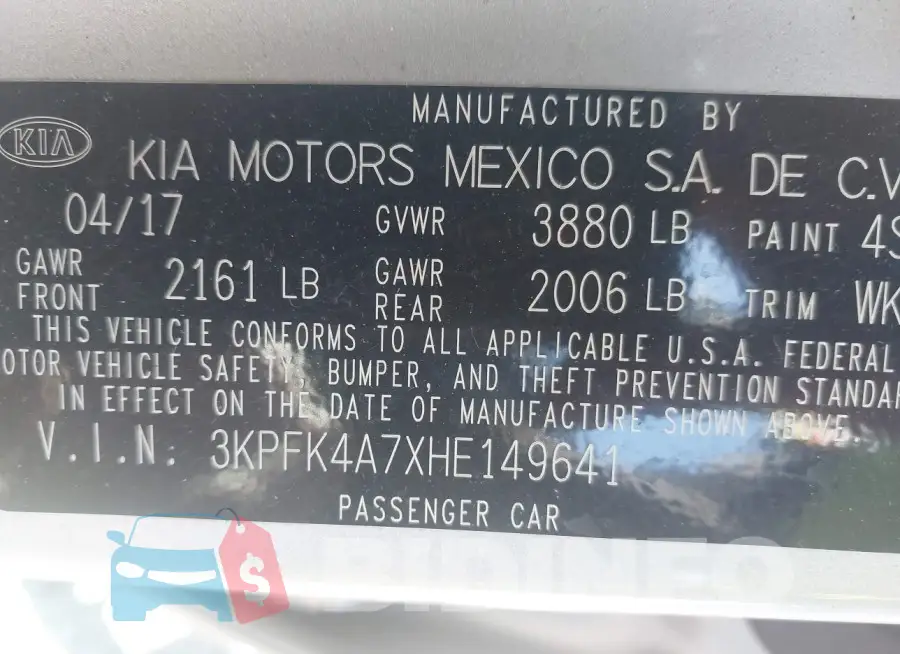 MANUFACTURED BY
KIA
KIA MOTORS MEXICO S.A. DE C.V
04/17 GVWR 3880 LB PAINT 4S
GAWR FRONT 2161 LB GAWR REAR 2006 LB TRIM WK
THIS VEHICLE CONFORMS TO ALL APPLICABLE U.S.A. FEDERAL
OTOR VEHICLE SAFETY, BUMPER, AND THEFT PREVENTION STANDAR
IN EFFECT ON THE DATE OF MANUFACTURE SHOWN ABOVE.
V.I.N: 3KPFK4A7XHE149641
PASSENGER CAR
$
BIDINFO